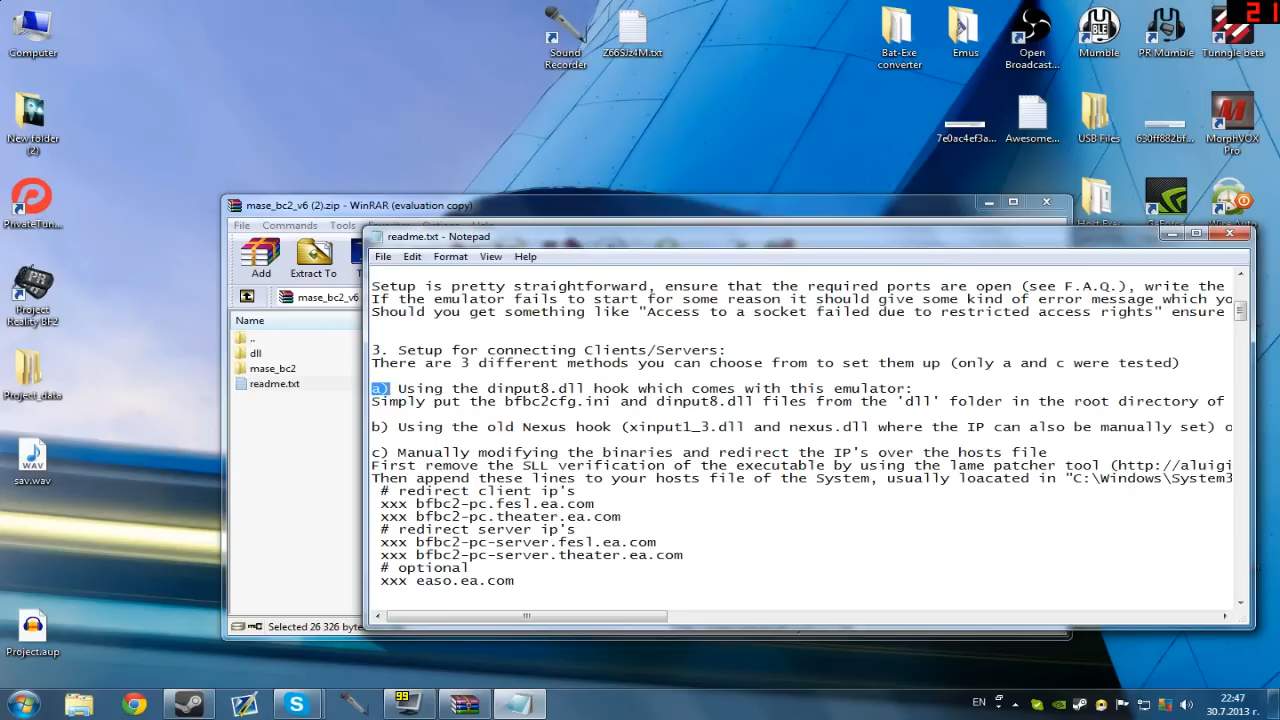 21
Computer
Sound Recorder
Z66SJz4M.txt
Bat-Exe converter
Emus
Open Broadcast...
Mumble
PR Mumble
Tunngle beta
New folder (2)
7e0ac4ef3a...
Awesome...
USB Files
630ff882bf...
MorphVOX Pro
PrivateTun...
Project Reality BF2
Project_data
sav.wav
Project.aup
mase_bc2_v6 (2).zip - WinRAR (evaluation copy)
File Commands Tools
Add
Extract To
mase_bc2_v6
Name
..
dll
mase_bc2
readme.txt
Selected 26 326 byte
readme.txt - Notepad
File Edit Format View Help
Setup is pretty straightforward, ensure that the required ports are open (see F.A.Q.), write the
If the emulator fails to start for some reason it should give some kind of error message which yo
Should you get something like "Access to a socket failed due to restricted access rights" ensure
3. Setup for connecting Clients/Servers:
There are 3 different methods you can choose from to set them up (only a and c were tested)
a) Using the dinput8.dll hook which comes with this emulator:
Simply put the bfbc2cfg.ini and dinput8.dll files from the 'dll' folder in the root directory of
b) Using the old Nexus hook (xinput1_3.dll and nexus.dll where the IP can also be manually set) o
c) Manually modifying the binaries and redirect the IP's over the hosts file
First remove the SLL verification of the executable by using the lame patcher tool (http://aluigi
Then append these lines to your hosts file of the System, usually loacated in "C:\Windows\System3
# redirect client ip's
xxx bfbc2-pc.fesl.ea.com
xxx bfbc2-pc.theater.ea.com
# redirect server ip's
xxx bfbc2-pc-server.fesl.ea.com
xxx bfbc2-pc-server.theater.ea.com
# optional
xxx easo.ea.com
99
EN
22:47
30.7.2013 г.